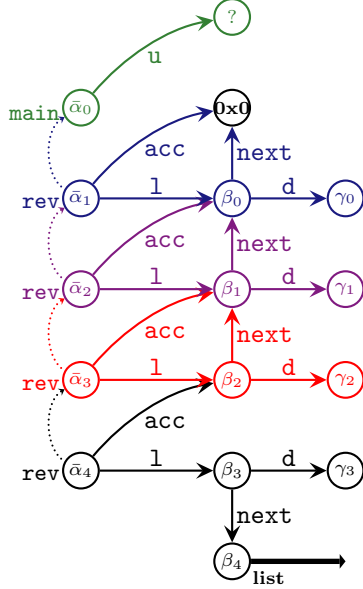 ?
u
main ᾱ₀ 0x0
acc next
rev ᾱ₁ l β₀ d γ₀
acc next
rev ᾱ₂ l β₁ d γ₁
acc next
rev ᾱ₃ l β₂ d γ₂
acc next
rev ᾱ₄ l β₃ d γ₃
next
β₄
list